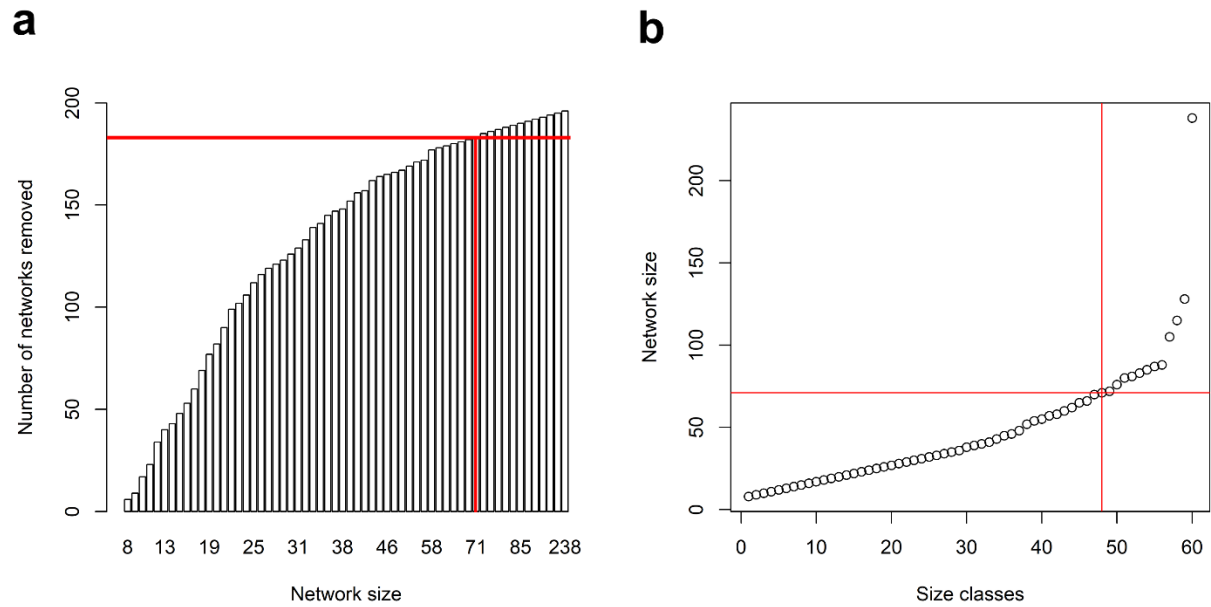 a
200
150
100
50
0
Number of networks removed
8 13 19 25 31 38 46 58 71 85 238
Network size
b
200
150
100
50
0
Network size
0 10 20 30 40 50 60
Size classes